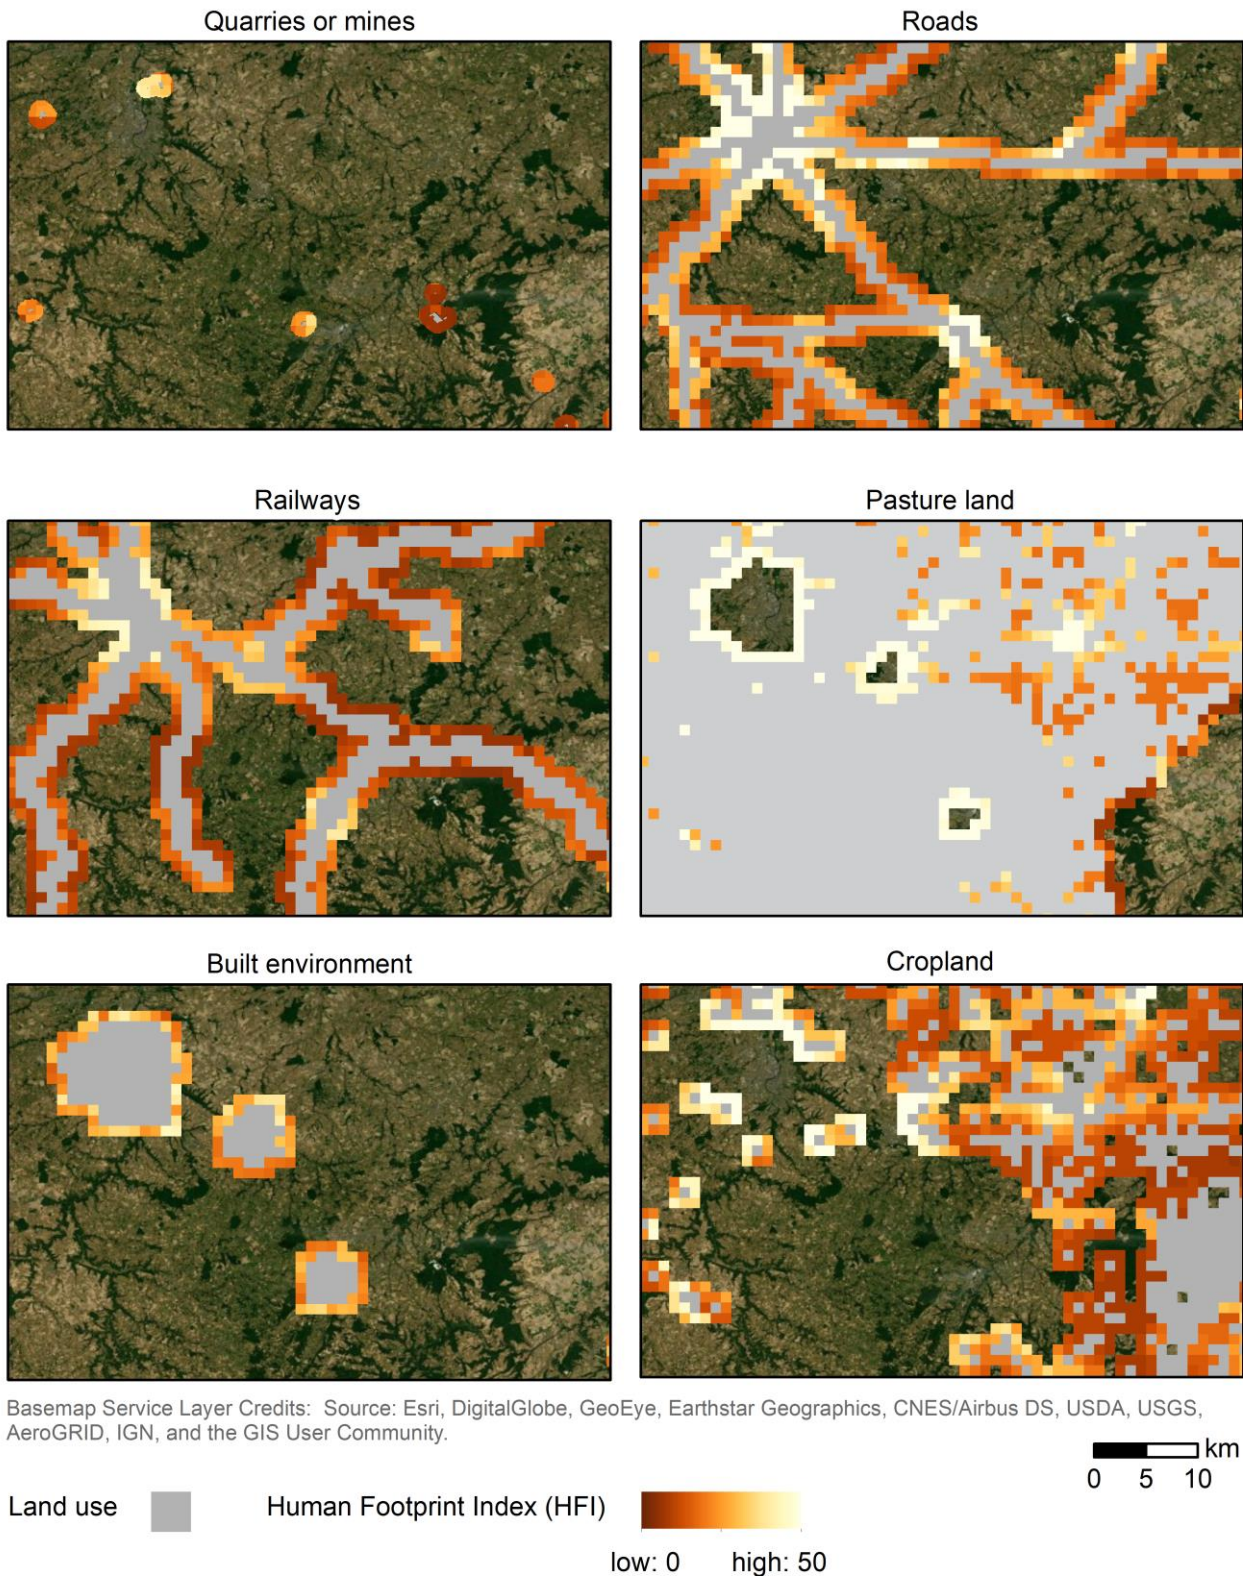 Quarries or mines
Roads
Railways
Pasture land
Built environment
Cropland
Basemap Service Layer Credits: Source: Esri, DigitalGlobe, GeoEye, Earthstar Geographics, CNES/Airbus DS, USDA, USGS,
AeroGRID, IGN, and the GIS User Community.
km
0 5 10
Land use
Human Footprint Index (HFI)
low: 0 high: 50